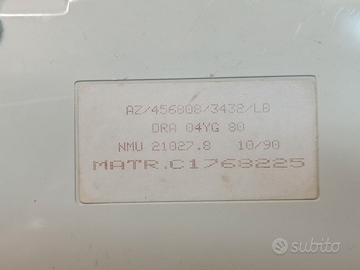 AZ/456808/3432/LB
DRA 04YG 80
NMU 21027.8 10/90
MATR.C1768225
subito